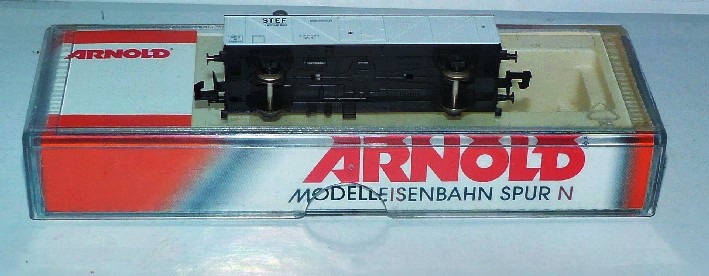 STEF
ARNOLD
ARNOLD
MODELLEISENBAHN SPUR N